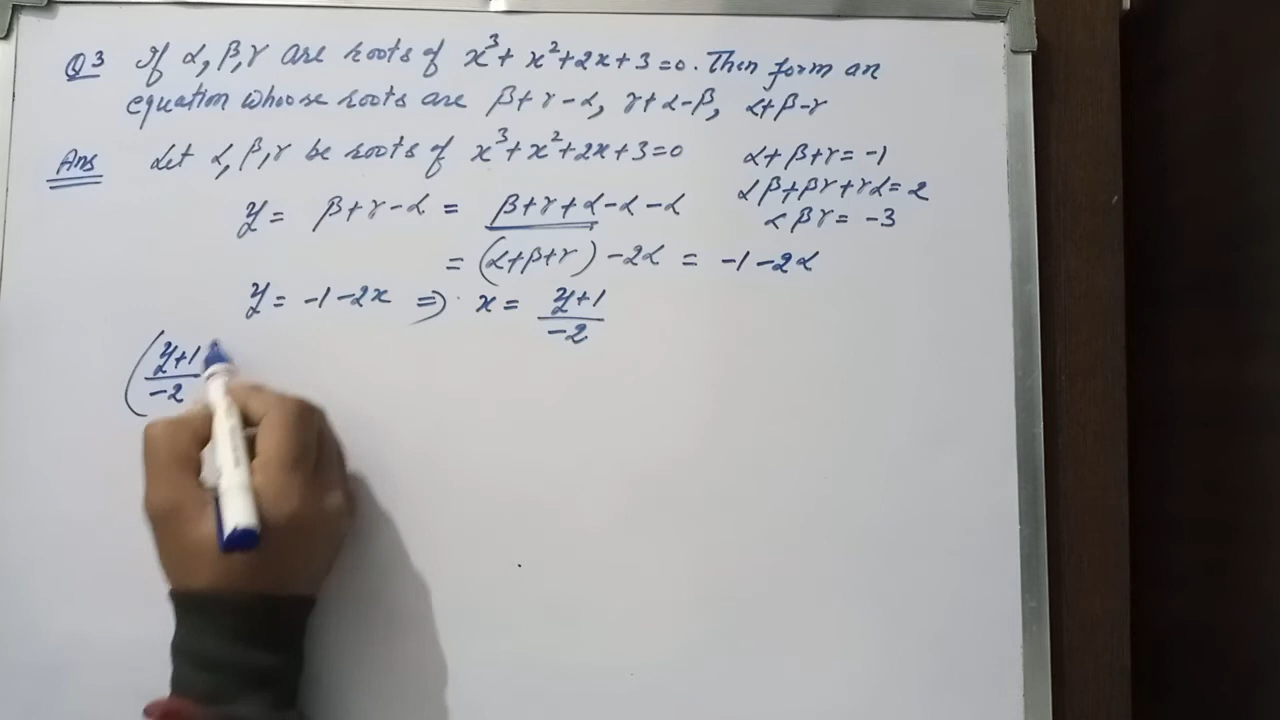 Q3 If α, β, γ are roots of x³ + x² + 2x + 3 = 0. Then form an
equation whoose roots are β+γ-α, γ+α-β, α+β-γ
Ans Let α, β, γ be roots of x³+x²+2x+3=0
α+β+γ = -1
αβ+βγ+γα = 2
αβγ = -3
y = β+γ-α = β+γ+α-α-α
= (α+β+γ) -2α = -1-2α
y = -1-2x ⇒ x = y+1/-2
(y+1/-2